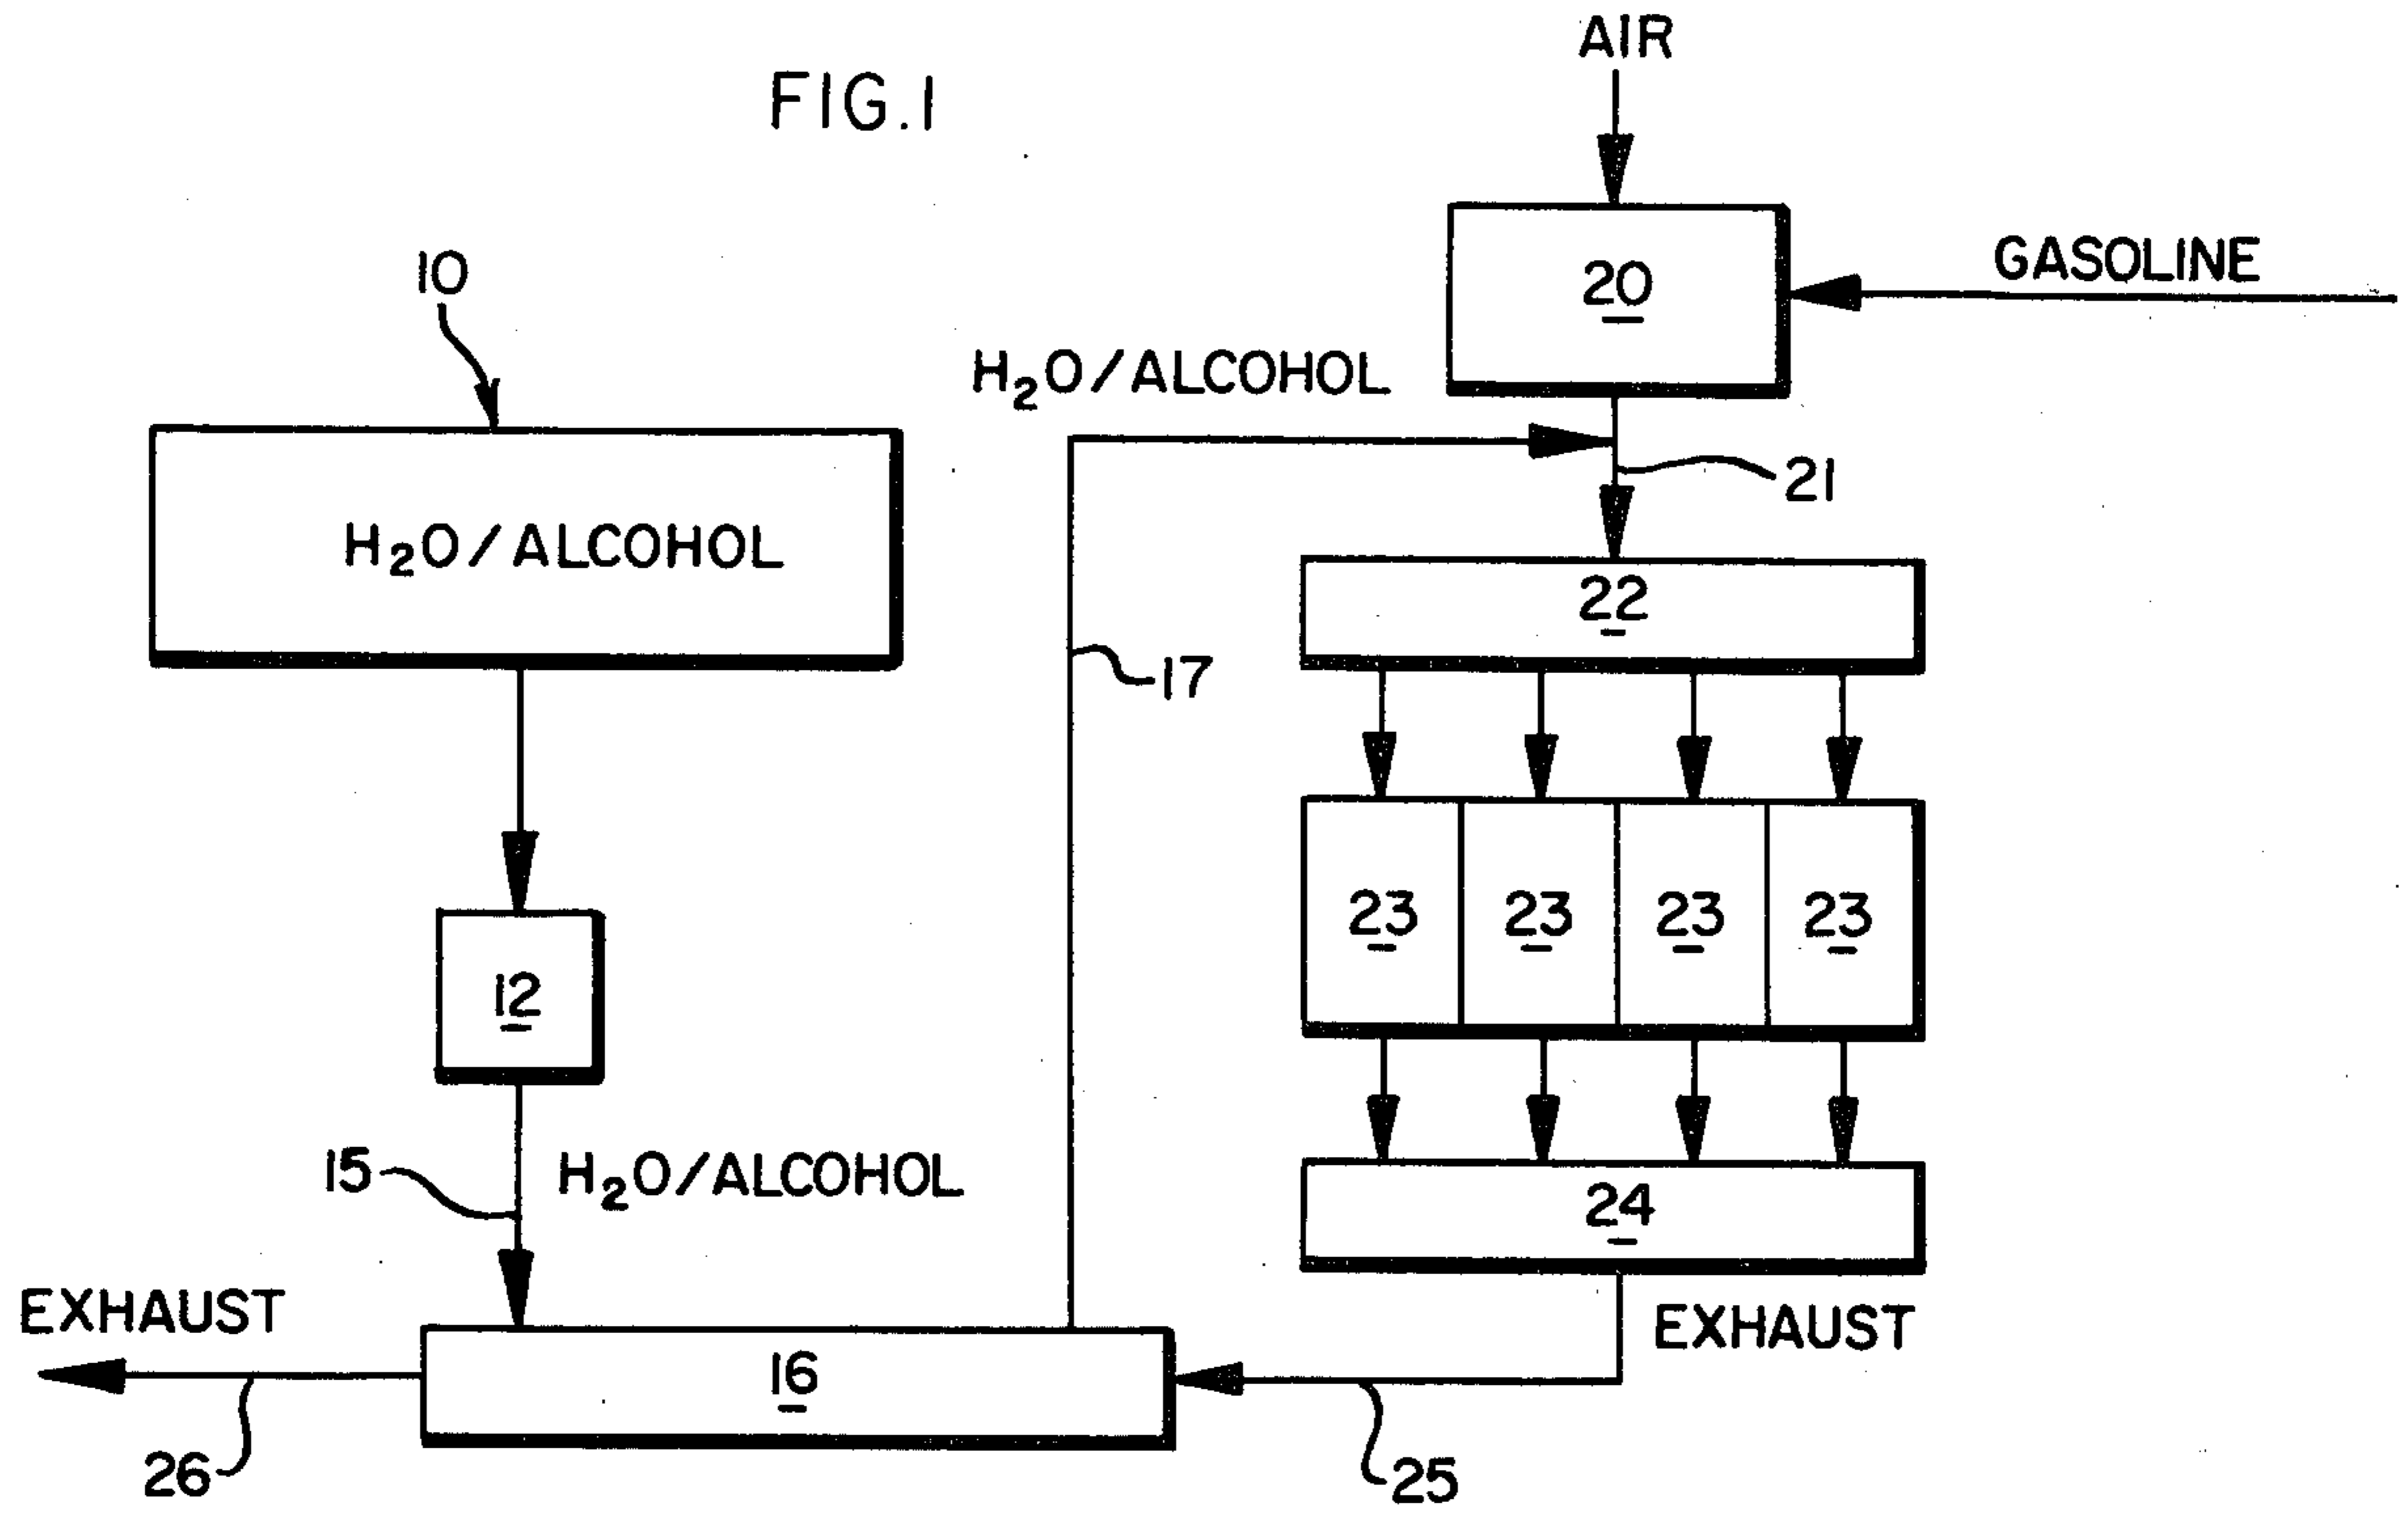 FIG.1
AIR
10
20
GASOLINE
H₂O/ALCOHOL
21
H₂O/ALCOHOL
22
17
23 23 23 23
12
15
H₂O/ALCOHOL
24
EXHAUST
EXHAUST
16
26
25